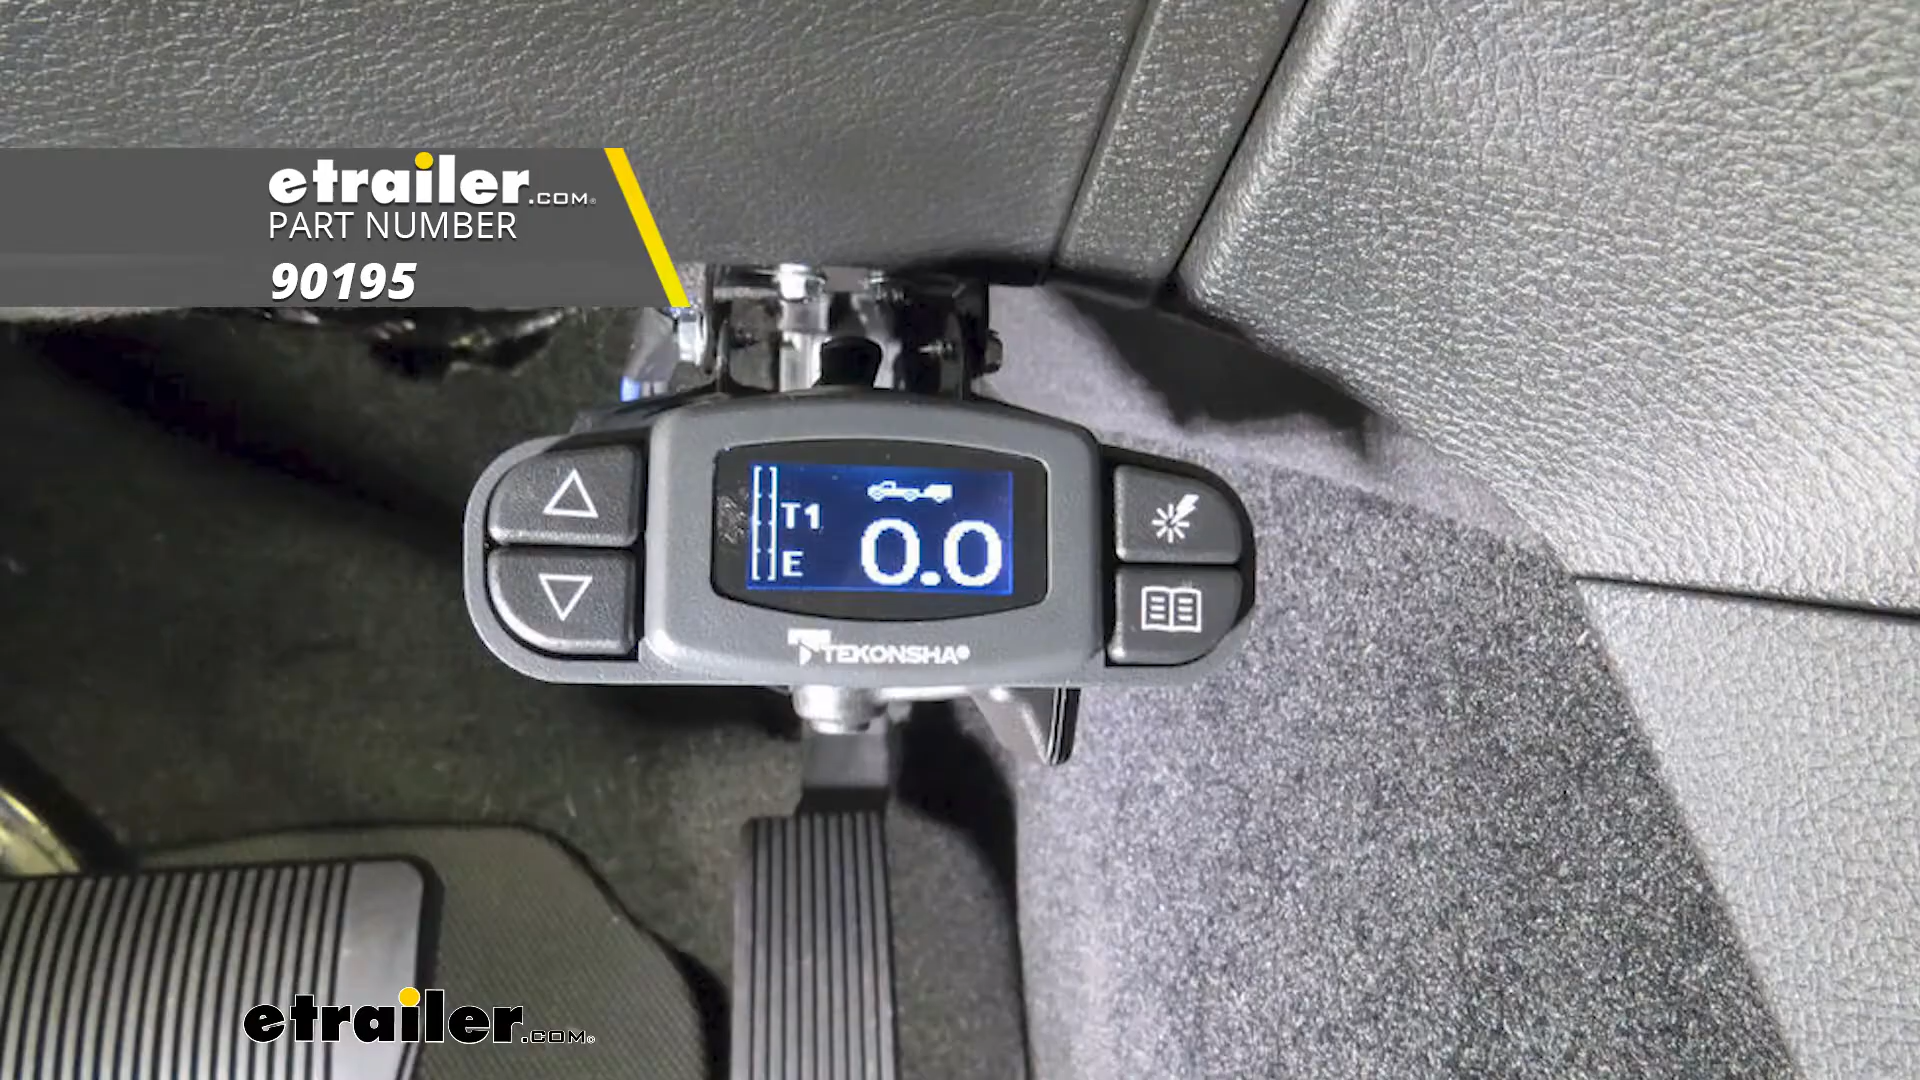 etrailer.com®
PART NUMBER
90195
T1
E
0.0
TEKONSHA®
etrailer.com®